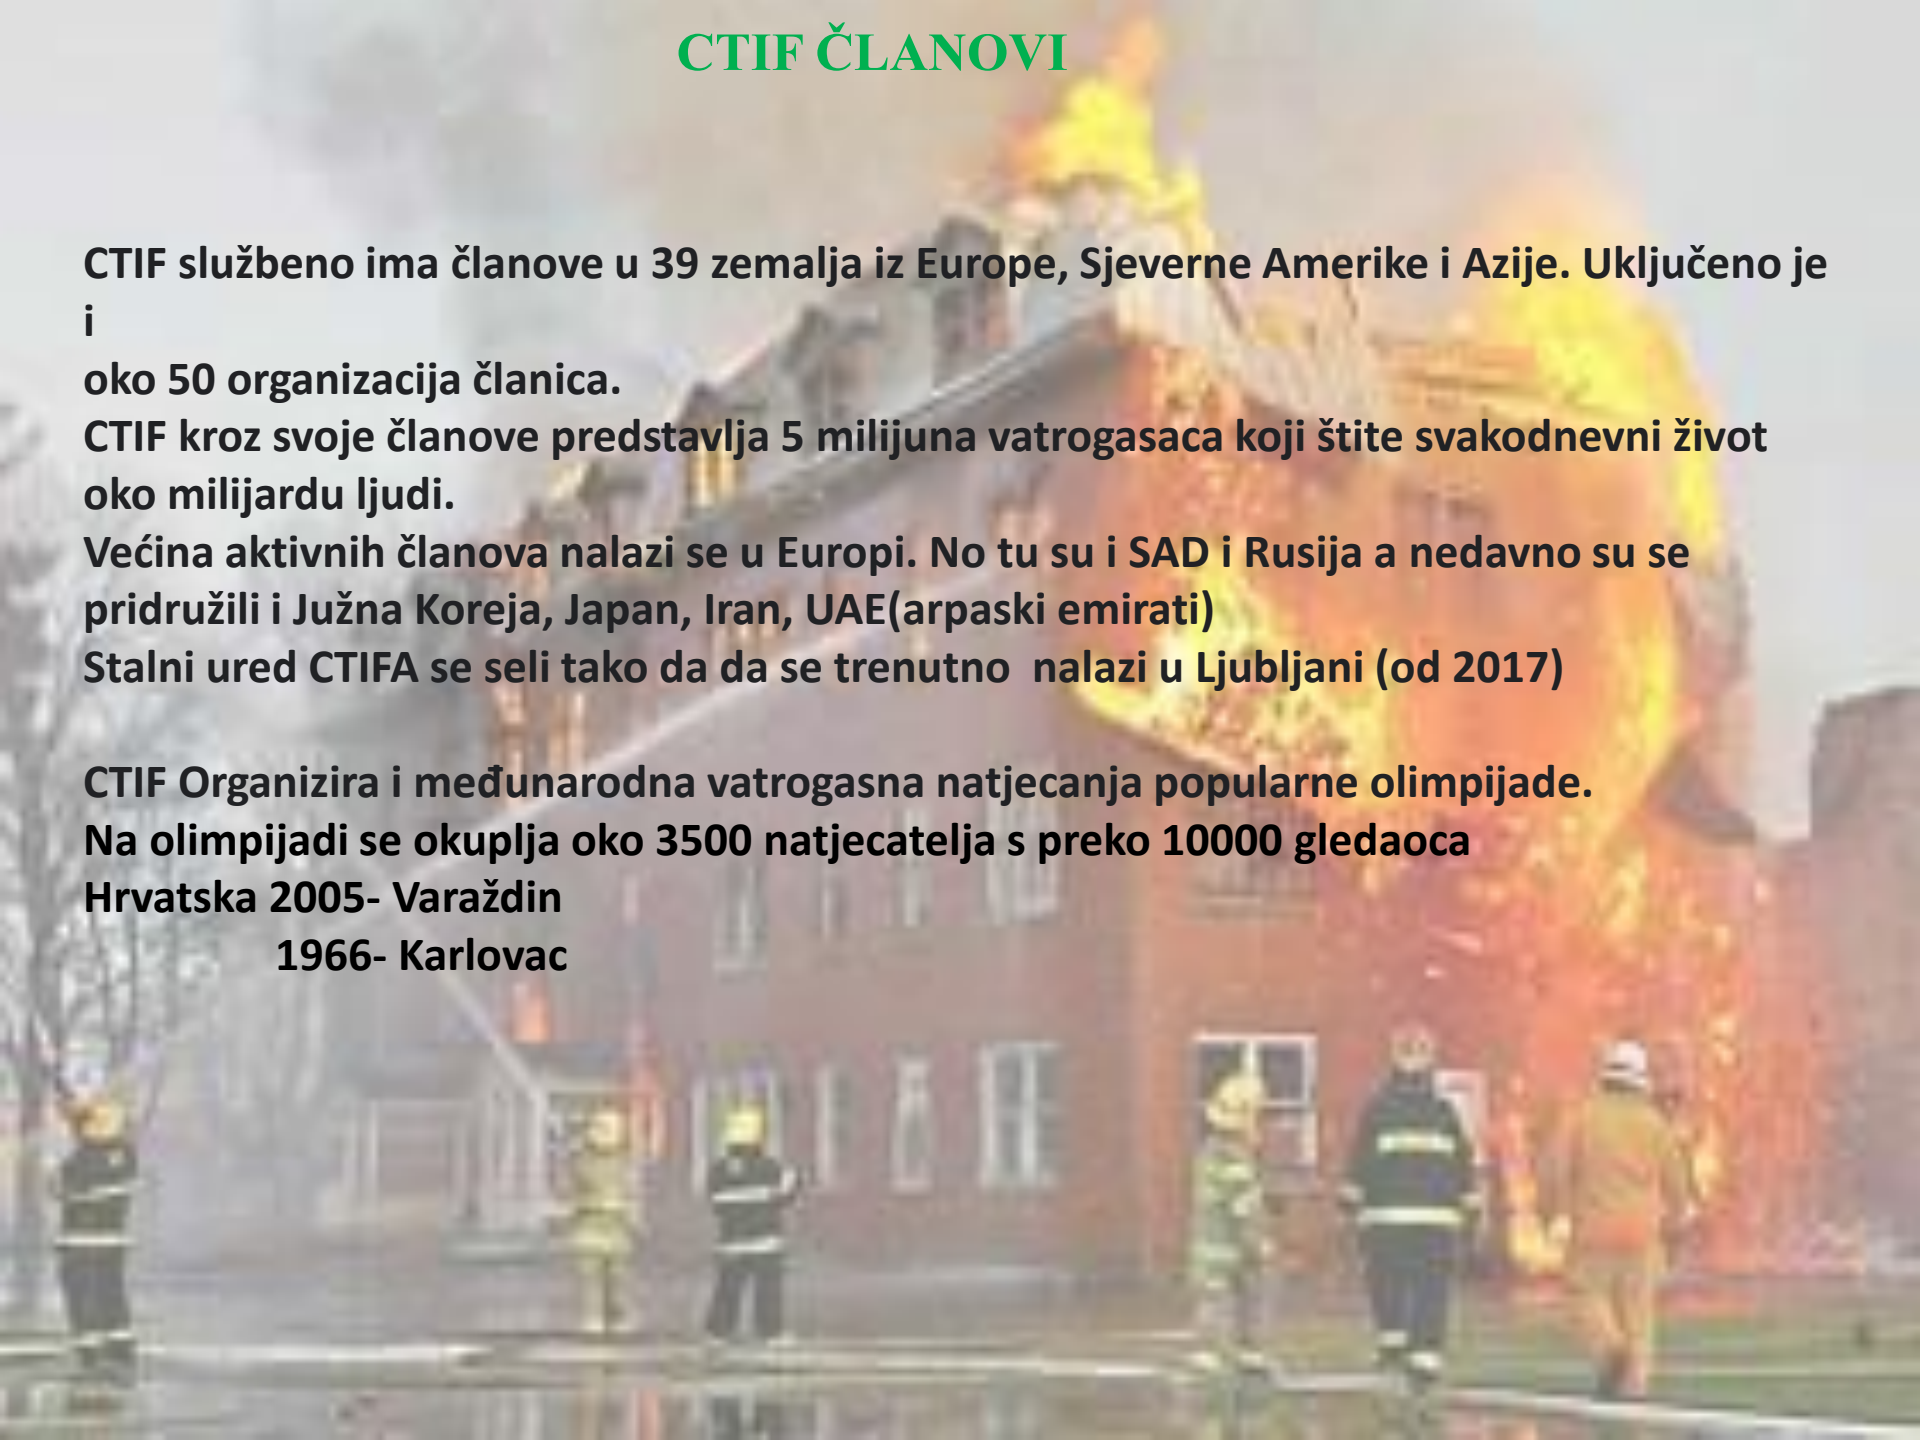 CTIF ČLANOVI
CTIF službeno ima članove u 39 zemalja iz Europe, Sjeverne Amerike i Azije. Uključeno je
i
oko 50 organizacija članica.
CTIF kroz svoje članove predstavlja 5 milijuna vatrogasaca koji štite svakodnevni život
oko milijardu ljudi.
Većina aktivnih članova nalazi se u Europi. No tu su i SAD i Rusija a nedavno su se
pridružili i Južna Koreja, Japan, Iran, UAE(arpaski emirati)
Stalni ured CTIFA se seli tako da da se trenutno  nalazi u Ljubljani (od 2017)
CTIF Organizira i međunarodna vatrogasna natjecanja popularne olimpijade.
Na olimpijadi se okuplja oko 3500 natjecatelja s preko 10000 gledaoca
Hrvatska 2005- Varaždin
1966- Karlovac